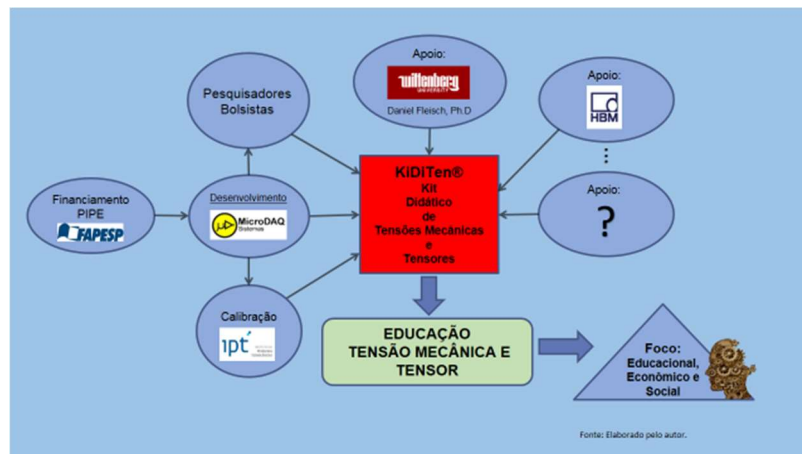 Pesquisadores
Bolsistas
Apoio:
Wittenberg
UNIVERSITY
Daniel Fleisch, Ph.D
Apoio:
HBM
Financiamento
PIPE
FAPESP
Desenvolvimento
MicroDAQ
Sistemas
KiDiTen®
Kit
Didático
de
Tensões Mecânicas
e
Tensores
Apoio:
?
Calibração
ipt
EDUCAÇÃO
TENSÃO MECÂNICA E
TENSOR
Foco:
Educacional,
Econômico e
Social
Fonte: Elaborado pelo autor.